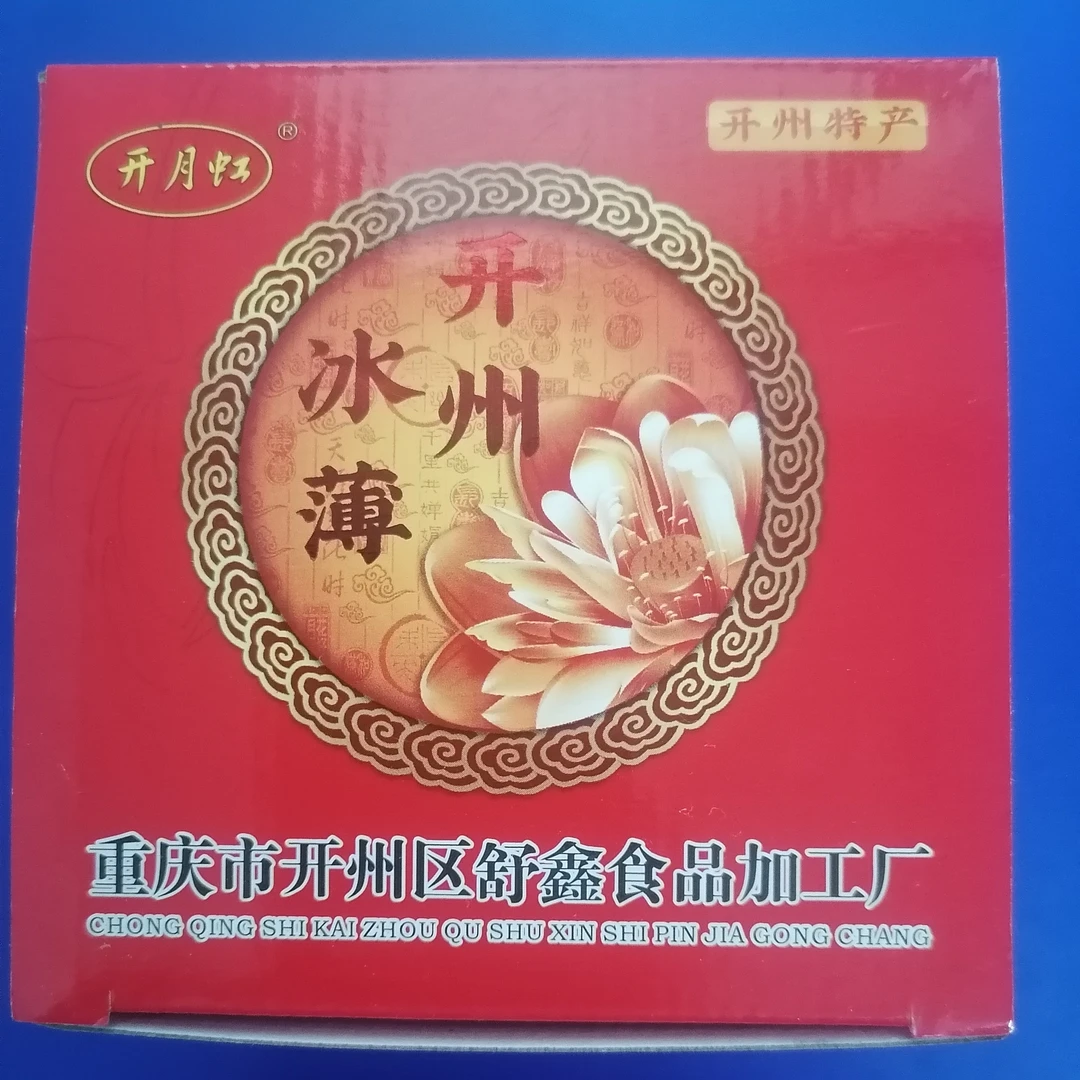 开月虹®
开州特产
开州
冰薄
重庆市开州区舒鑫食品加工厂
CHONG QING SHI KAI ZHOU QU SHU XIN SHI PIN JIA GONG CHANG